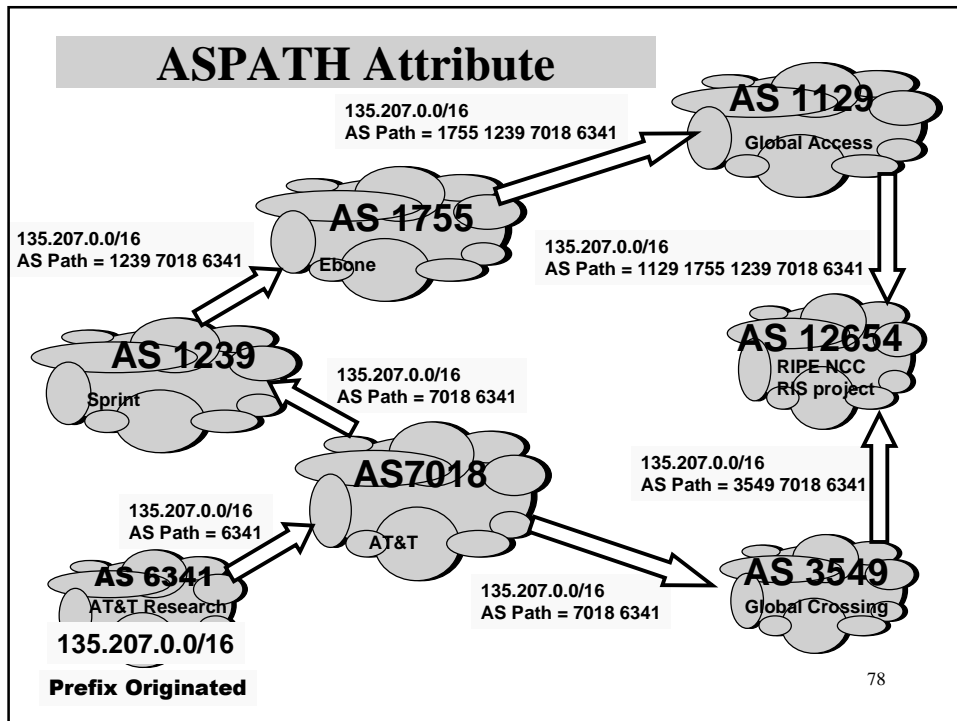 ASPATH Attribute
135.207.0.0/16
AS Path = 1755 1239 7018 6341
AS 1129
Global Access
AS 1755
Ebone
135.207.0.0/16
AS Path = 1239 7018 6341
135.207.0.0/16
AS Path = 1129 1755 1239 7018 6341
AS 1239
Sprint
AS 12654
RIPE NCC
RIS project
135.207.0.0/16
AS Path = 7018 6341
AS7018
AT&T
135.207.0.0/16
AS Path = 3549 7018 6341
135.207.0.0/16
AS Path = 6341
AS 6341
AT&T Research
135.207.0.0/16
Prefix Originated
135.207.0.0/16
AS Path = 7018 6341
AS 3549
Global Crossing
78